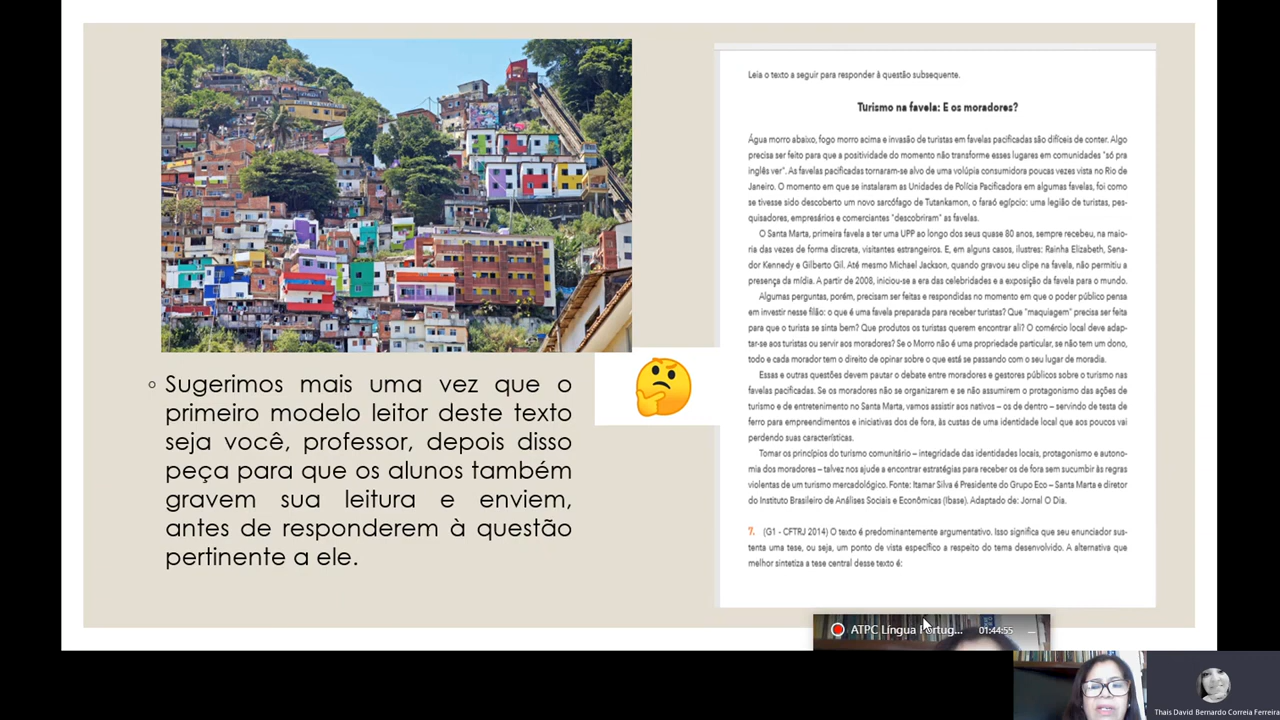 Sugerimos mais uma vez que o
primeiro modelo leitor deste texto
seja você, professor, depois disso
peça para que os alunos também
gravem sua leitura e enviem,
antes de responderem à questão
pertinente a ele.
Leia o texto a seguir para responder à questão subsequente.
Turismo na favela: E os moradores?
Água morro abaixo, fogo morro acima e invasão de turistas em favelas pacificadas são difíceis de conter. Algo
precisa ser feito para que a positividade do momento não transforme esses lugares em comunidades "só pra
inglês ver". As favelas pacificadas tornaram-se alvo de uma volúpia consumidora poucas vezes vista no Rio de
Janeiro. O momento em que se instalaram as Unidades de Polícia Pacificadora em algumas favelas, foi como
se tivesse sido descoberto um novo sarcófago de Tutankamon, o faraó egípcio: uma legião de turistas, pes-
quisadores, empresários e comerciantes "descobriram" as favelas.
O Santa Marta, primeira favela a ter uma UPP ao longo dos seus quase 80 anos, sempre recebeu, na maio-
ria das vezes de forma discreta, visitantes estrangeiros. E, em alguns casos, ilustres: Rainha Elizabeth, Sena-
dor Kennedy e Gilberto Gil. Até mesmo Michael Jackson, quando gravou seu clipe na favela, não permitiu a
presença da mídia. A partir de 2008, iniciou-se a era das celebridades e a exposição da favela para o mundo.
Algumas perguntas, porém, precisam ser feitas e respondidas no momento em que o poder público pensa
em investir nesse filão: o que é uma favela preparada para receber turistas? Que "maquiagem" precisa ser feita
para que o turista se sinta bem? Que produtos os turistas querem encontrar ali? O comércio local deve adap-
tar-se aos turistas ou servir aos moradores? Se o Morro não é uma propriedade particular, se não tem um dono,
todo e cada morador tem o direito de opinar sobre o que está se passando com o seu lugar de moradia.
Essas e outras questões devem pautar o debate entre moradores e gestores públicos sobre o turismo nas
favelas pacificadas. Se os moradores não se organizarem e se não assumirem o protagonismo das ações de
turismo e de entretenimento no Santa Marta, vamos assistir aos nativos – os de dentro – servindo de testa de
ferro para empreendimentos e iniciativas dos de fora, às custas de uma identidade local que aos poucos vai
perdendo suas características.
Tomar os princípios do turismo comunitário – integridade das identidades locais, protagonismo e autono-
mia dos moradores – talvez nos ajude a encontrar estratégias para receber os de fora sem sucumbir às regras
violentas de um turismo mercadológico. Fonte: Itamar Silva é Presidente do Grupo Eco – Santa Marta e diretor
do Instituto Brasileiro de Análises Sociais e Econômicas (Ibase). Adaptado de: Jornal O Dia.
7. (G1 - CFTRJ 2014) O texto é predominantemente argumentativo. Isso significa que seu enunciador sus-
tenta uma tese, ou seja, um ponto de vista específico a respeito do tema desenvolvido. A alternativa que
melhor sintetiza a tese central desse texto é:
ATPC Língua Portug... 01:44:55
Thais David Bernardo Correia Ferreira